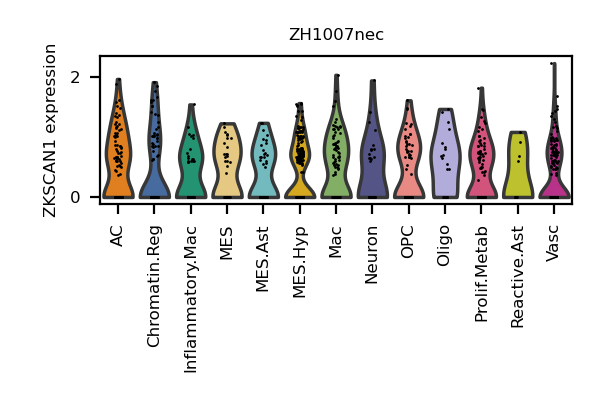 ZH1007nec
ZKSCAN1 expression
2
0
AC
Chromatin.Reg
Inflammatory.Mac
MES
MES.Ast
MES.Hyp
Mac
Neuron
OPC
Oligo
Prolif.Metab
Reactive.Ast
Vasc